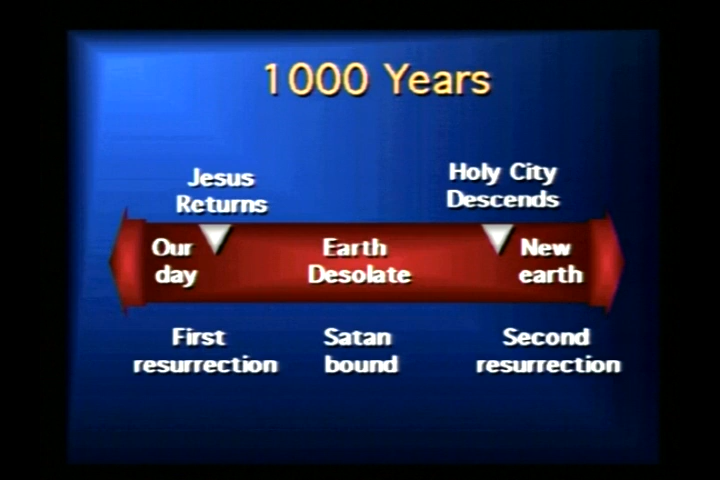 1000 Years
Jesus
Returns
Holy City
Descends
Our
day
Earth
Desolate
New
earth
First
resurrection
Satan
bound
Second
resurrection